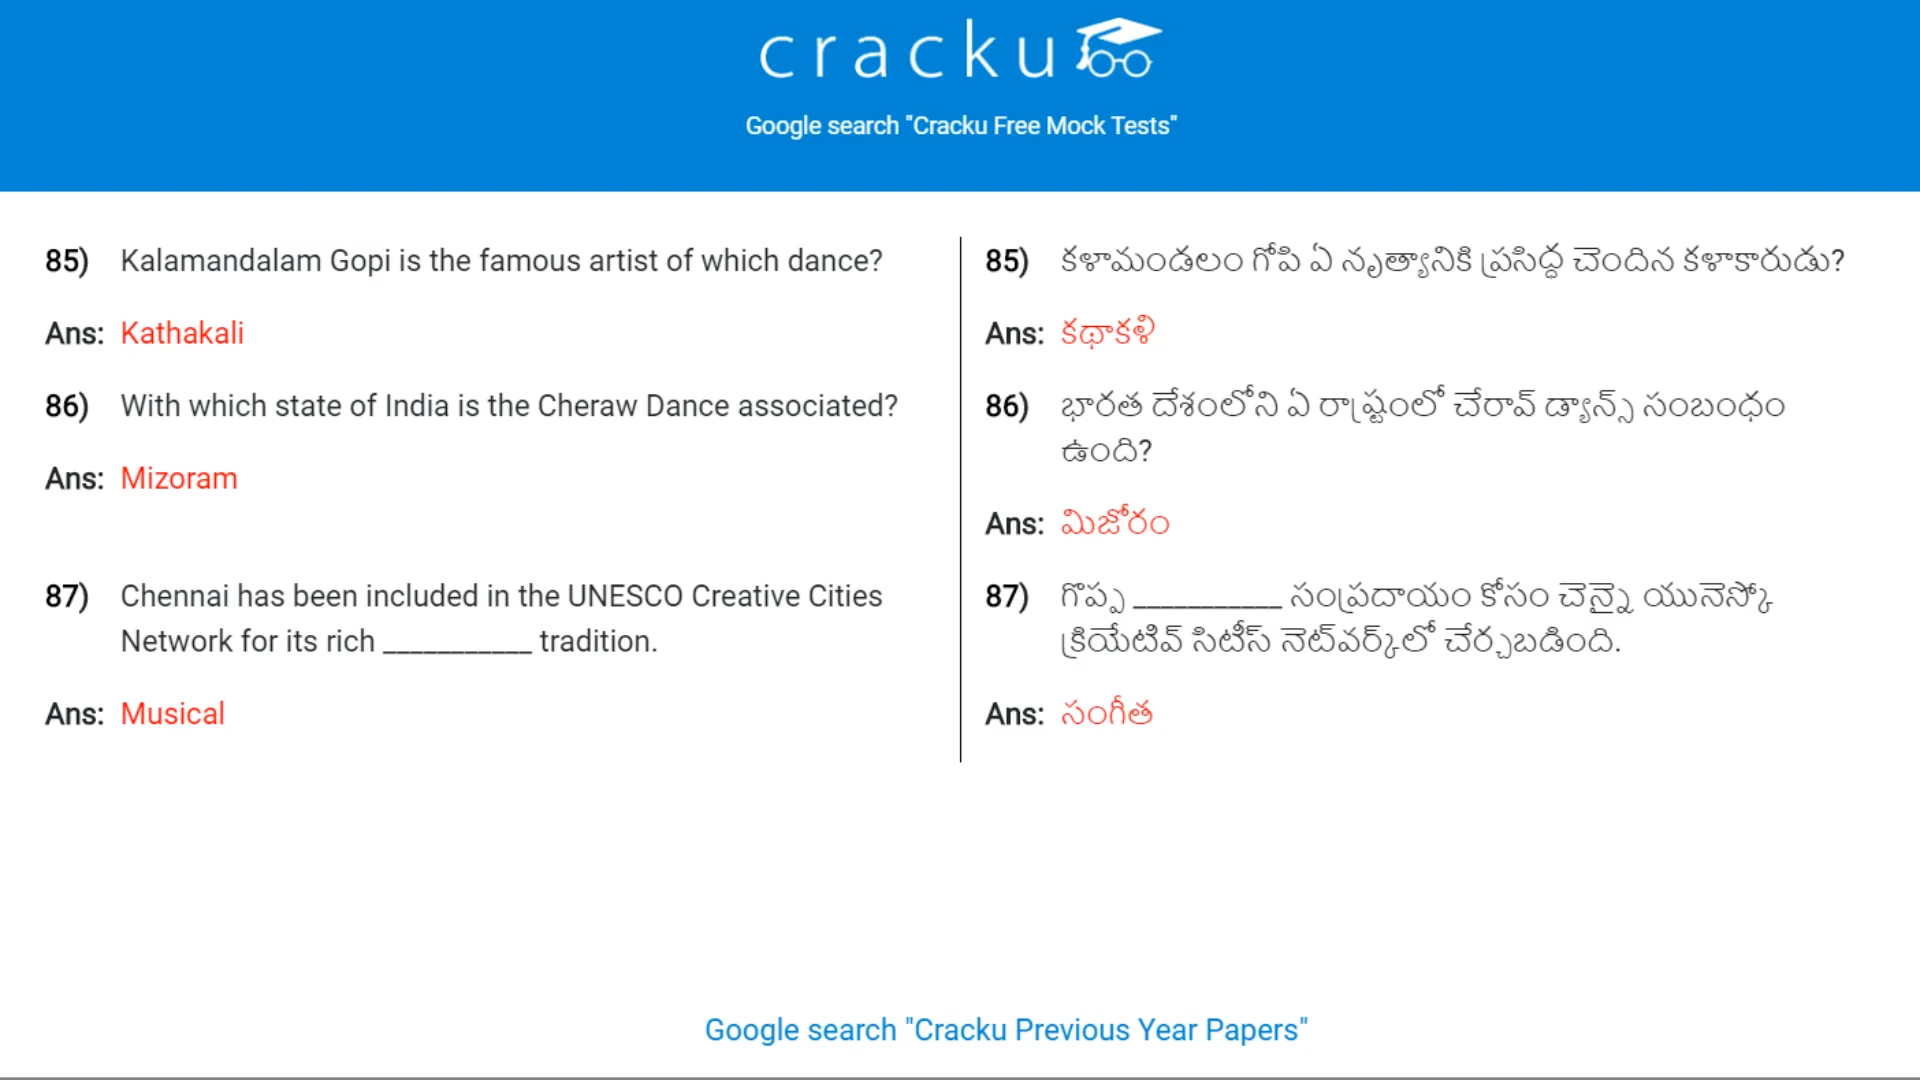 cracku
Google search "Cracku Free Mock Tests"
85) Kalamandalam Gopi is the famous artist of which dance?
Ans: Kathakali
86) With which state of India is the Cheraw Dance associated?
Ans: Mizoram
87) Chennai has been included in the UNESCO Creative Cities
Network for its rich ___________ tradition.
Ans: Musical
85) కళామండలం గోపి ఏ నృత్యానికి ప్రసిద్ధ చెందిన కళాకారుడు?
Ans: కథాకళి
86) భారత దేశంలోని ఏ రాష్ట్రంలో చేరావ్ డ్యాన్స్ సంబంధం
ఉంది?
Ans: మిజోరం
87) గొప్ప ___________ సంప్రదాయం కోసం చెన్నై యునెస్కో
క్రియేటివ్ సిటీస్ నెట్‌వర్క్‌లో చేర్చబడింది.
Ans: సంగీత
Google search "Cracku Previous Year Papers"